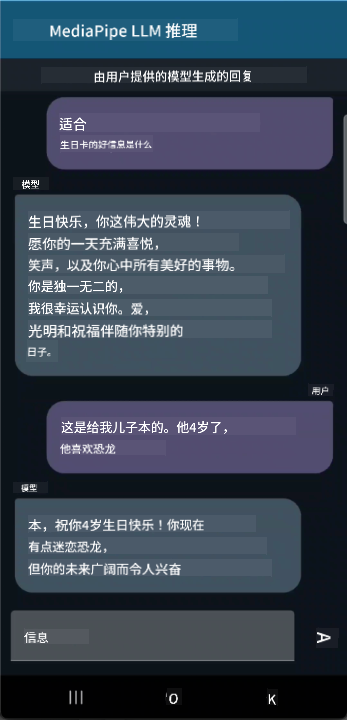 MediaPipe LLM 推理
由用户提供的模型生成的回复
适合
生日卡的好信息是什么
模型
生日快乐，你这伟大的灵魂！
愿你的一天充满喜悦，
笑声，以及你心中所有美好的事物。
你是独一无二的，
我很幸运认识你。爱，
光明和祝福伴随你特别的
日子。
用户
这是给我儿子本的。他4岁了，
他喜欢恐龙
模型
本，祝你4岁生日快乐！你现在
有点迷恋恐龙，
但你的未来广阔而令人兴奋
信息
A
'O
K